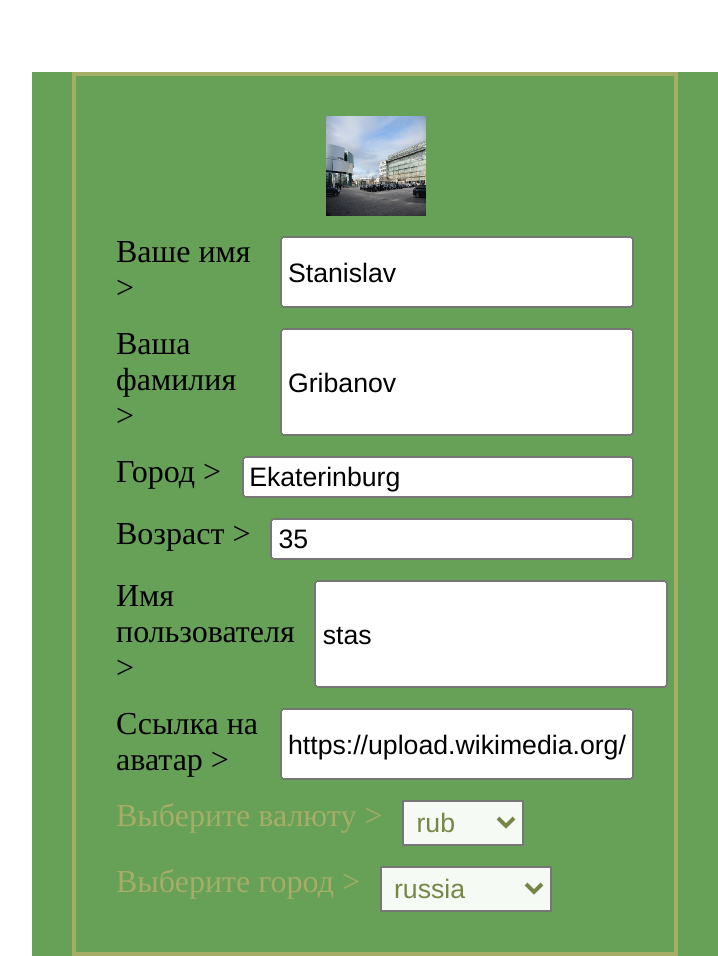 Ваше имя
>
Stanislav
Ваша
фамилия
>
Gribanov
Город >
Ekaterinburg
Возраст >
35
Имя
пользователя
>
stas
Ссылка на
аватар >
https://upload.wikimedia.org/
Выберите валюту >
rub
Выберите город >
russia